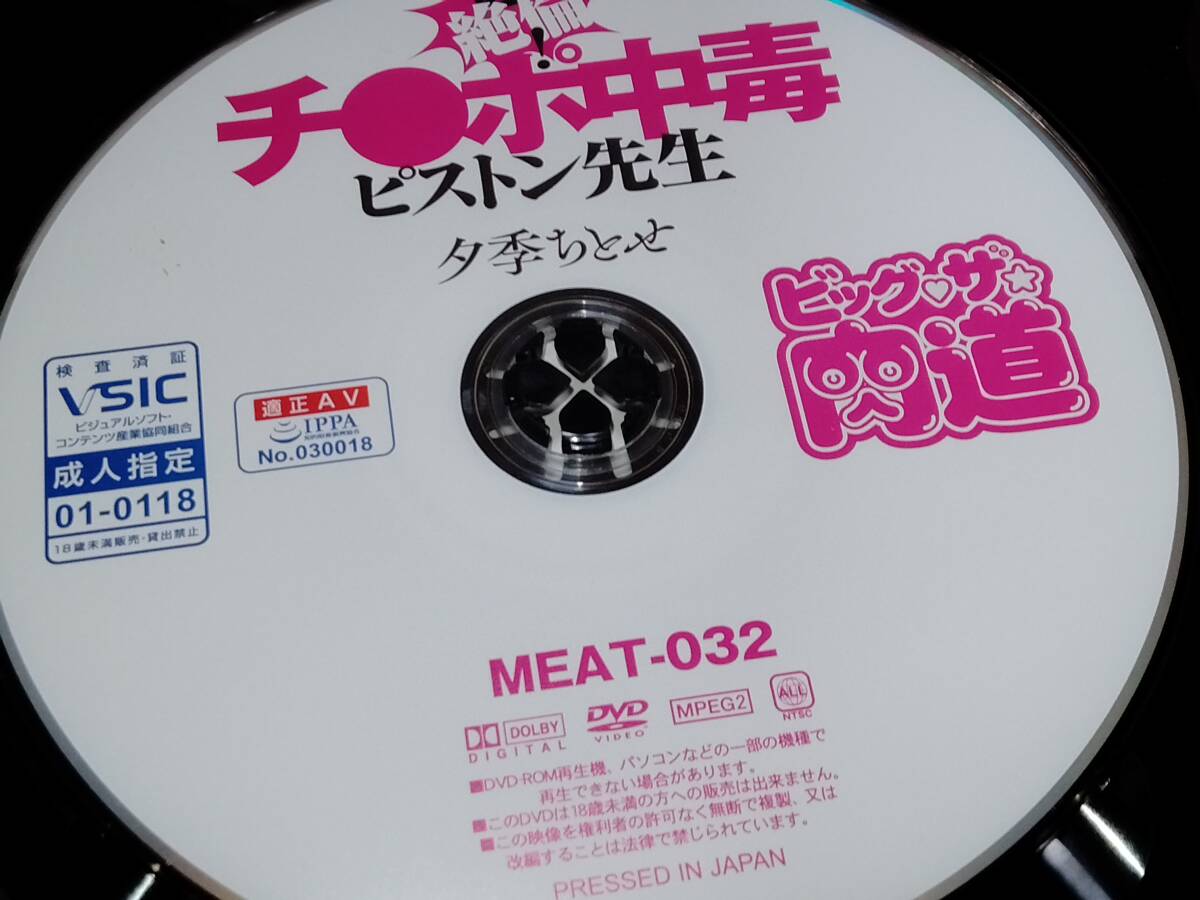 絶倫!
チ●ポ中毒
ピストン先生
夕季ちとせ
ビッグ♥ザ★
肉道
検査済証
VSIC
ビジュアルソフト・
コンテンツ産業協同組合
成人指定
01-0118
18歳未満販売・貸出禁止
適正AV
IPPA
No.030018
MEAT-032
DOLBY
DIGITAL
DVD
VIDEO
MPEG2
ALL
NTSC
■DVD-ROM再生機、パソコンなどの一部の機種で
再生できない場合があります。
■このDVDは18歳未満の方への販売は出来ません。
■この映像を権利者の許可なく無断で複製、又は
改編することは法律で禁じられています。
PRESSED IN JAPAN